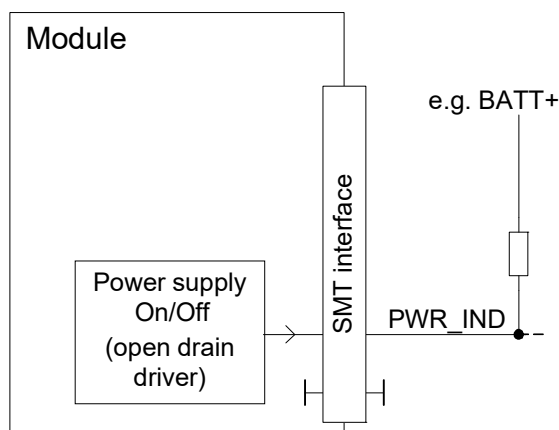 Module
e.g. BATT+
SMT interface
Power supply
On/Off
(open drain
driver)
PWR_IND